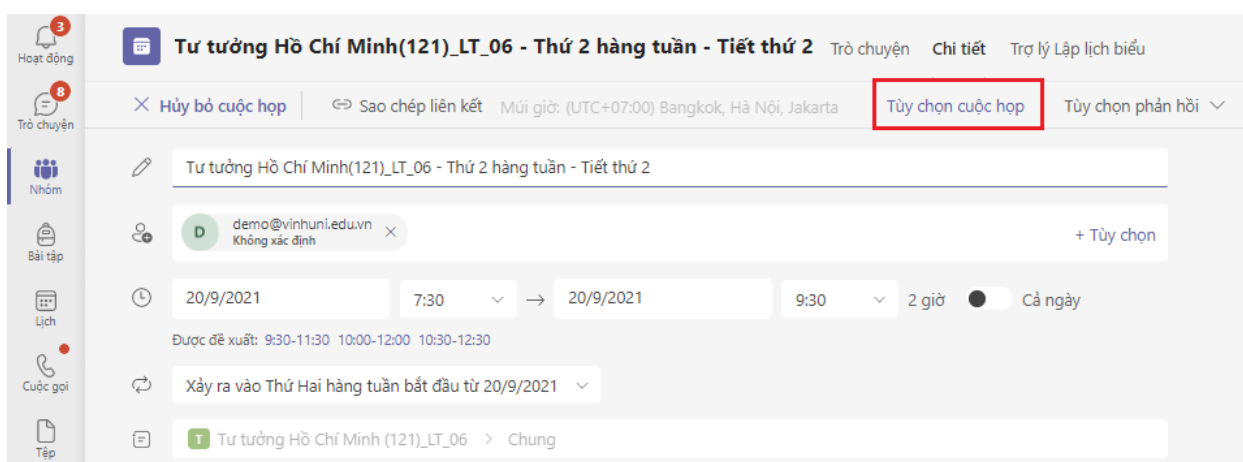 3
Hoạt động
8
Trò chuyện
Nhóm
Bài tập
Lịch
Cuộc gọi
Tệp
Tư tưởng Hồ Chí Minh(121)_LT_06 - Thứ 2 hàng tuần - Tiết thứ 2 Trò chuyện Chi tiết Trợ lý Lập lịch biểu
Hủy bỏ cuộc họp Sao chép liên kết Múi giờ: (UTC+07:00) Bangkok, Hà Nội, Jakarta Tùy chọn cuộc họp Tùy chọn phản hồi
Tư tưởng Hồ Chí Minh(121)_LT_06 - Thứ 2 hàng tuần - Tiết thứ 2
D demo@vinhuni.edu.vn
Không xác định
+ Tùy chọn
20/9/2021 7:30 → 20/9/2021 9:30 2 giờ Cả ngày
Được đề xuất: 9:30-11:30 10:00-12:00 10:30-12:30
Xảy ra vào Thứ Hai hàng tuần bắt đầu từ 20/9/2021
T Tư tưởng Hồ Chí Minh (121)_LT_06 > Chung